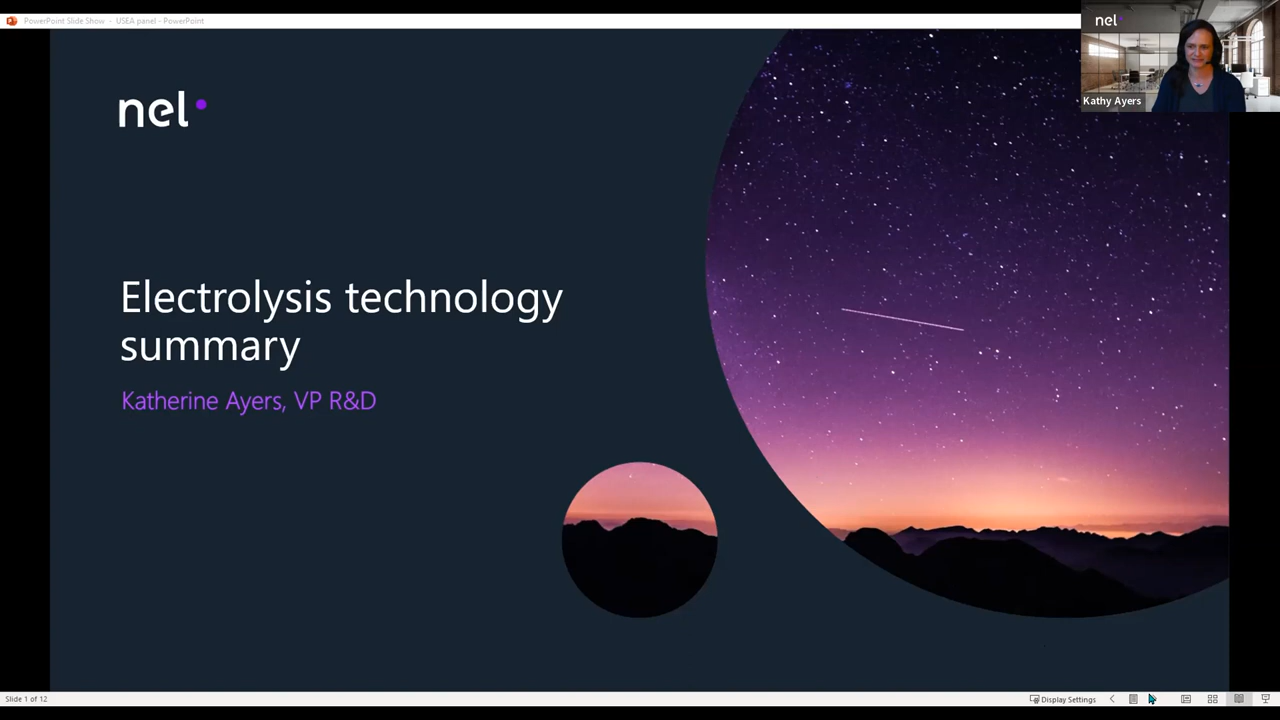 PowerPoint Slide Show - USEA panel - PowerPoint
nel
Kathy Ayers
nel
Electrolysis technology
summary
Katherine Ayers, VP R&D
Slide 1 of 12
Display Settings